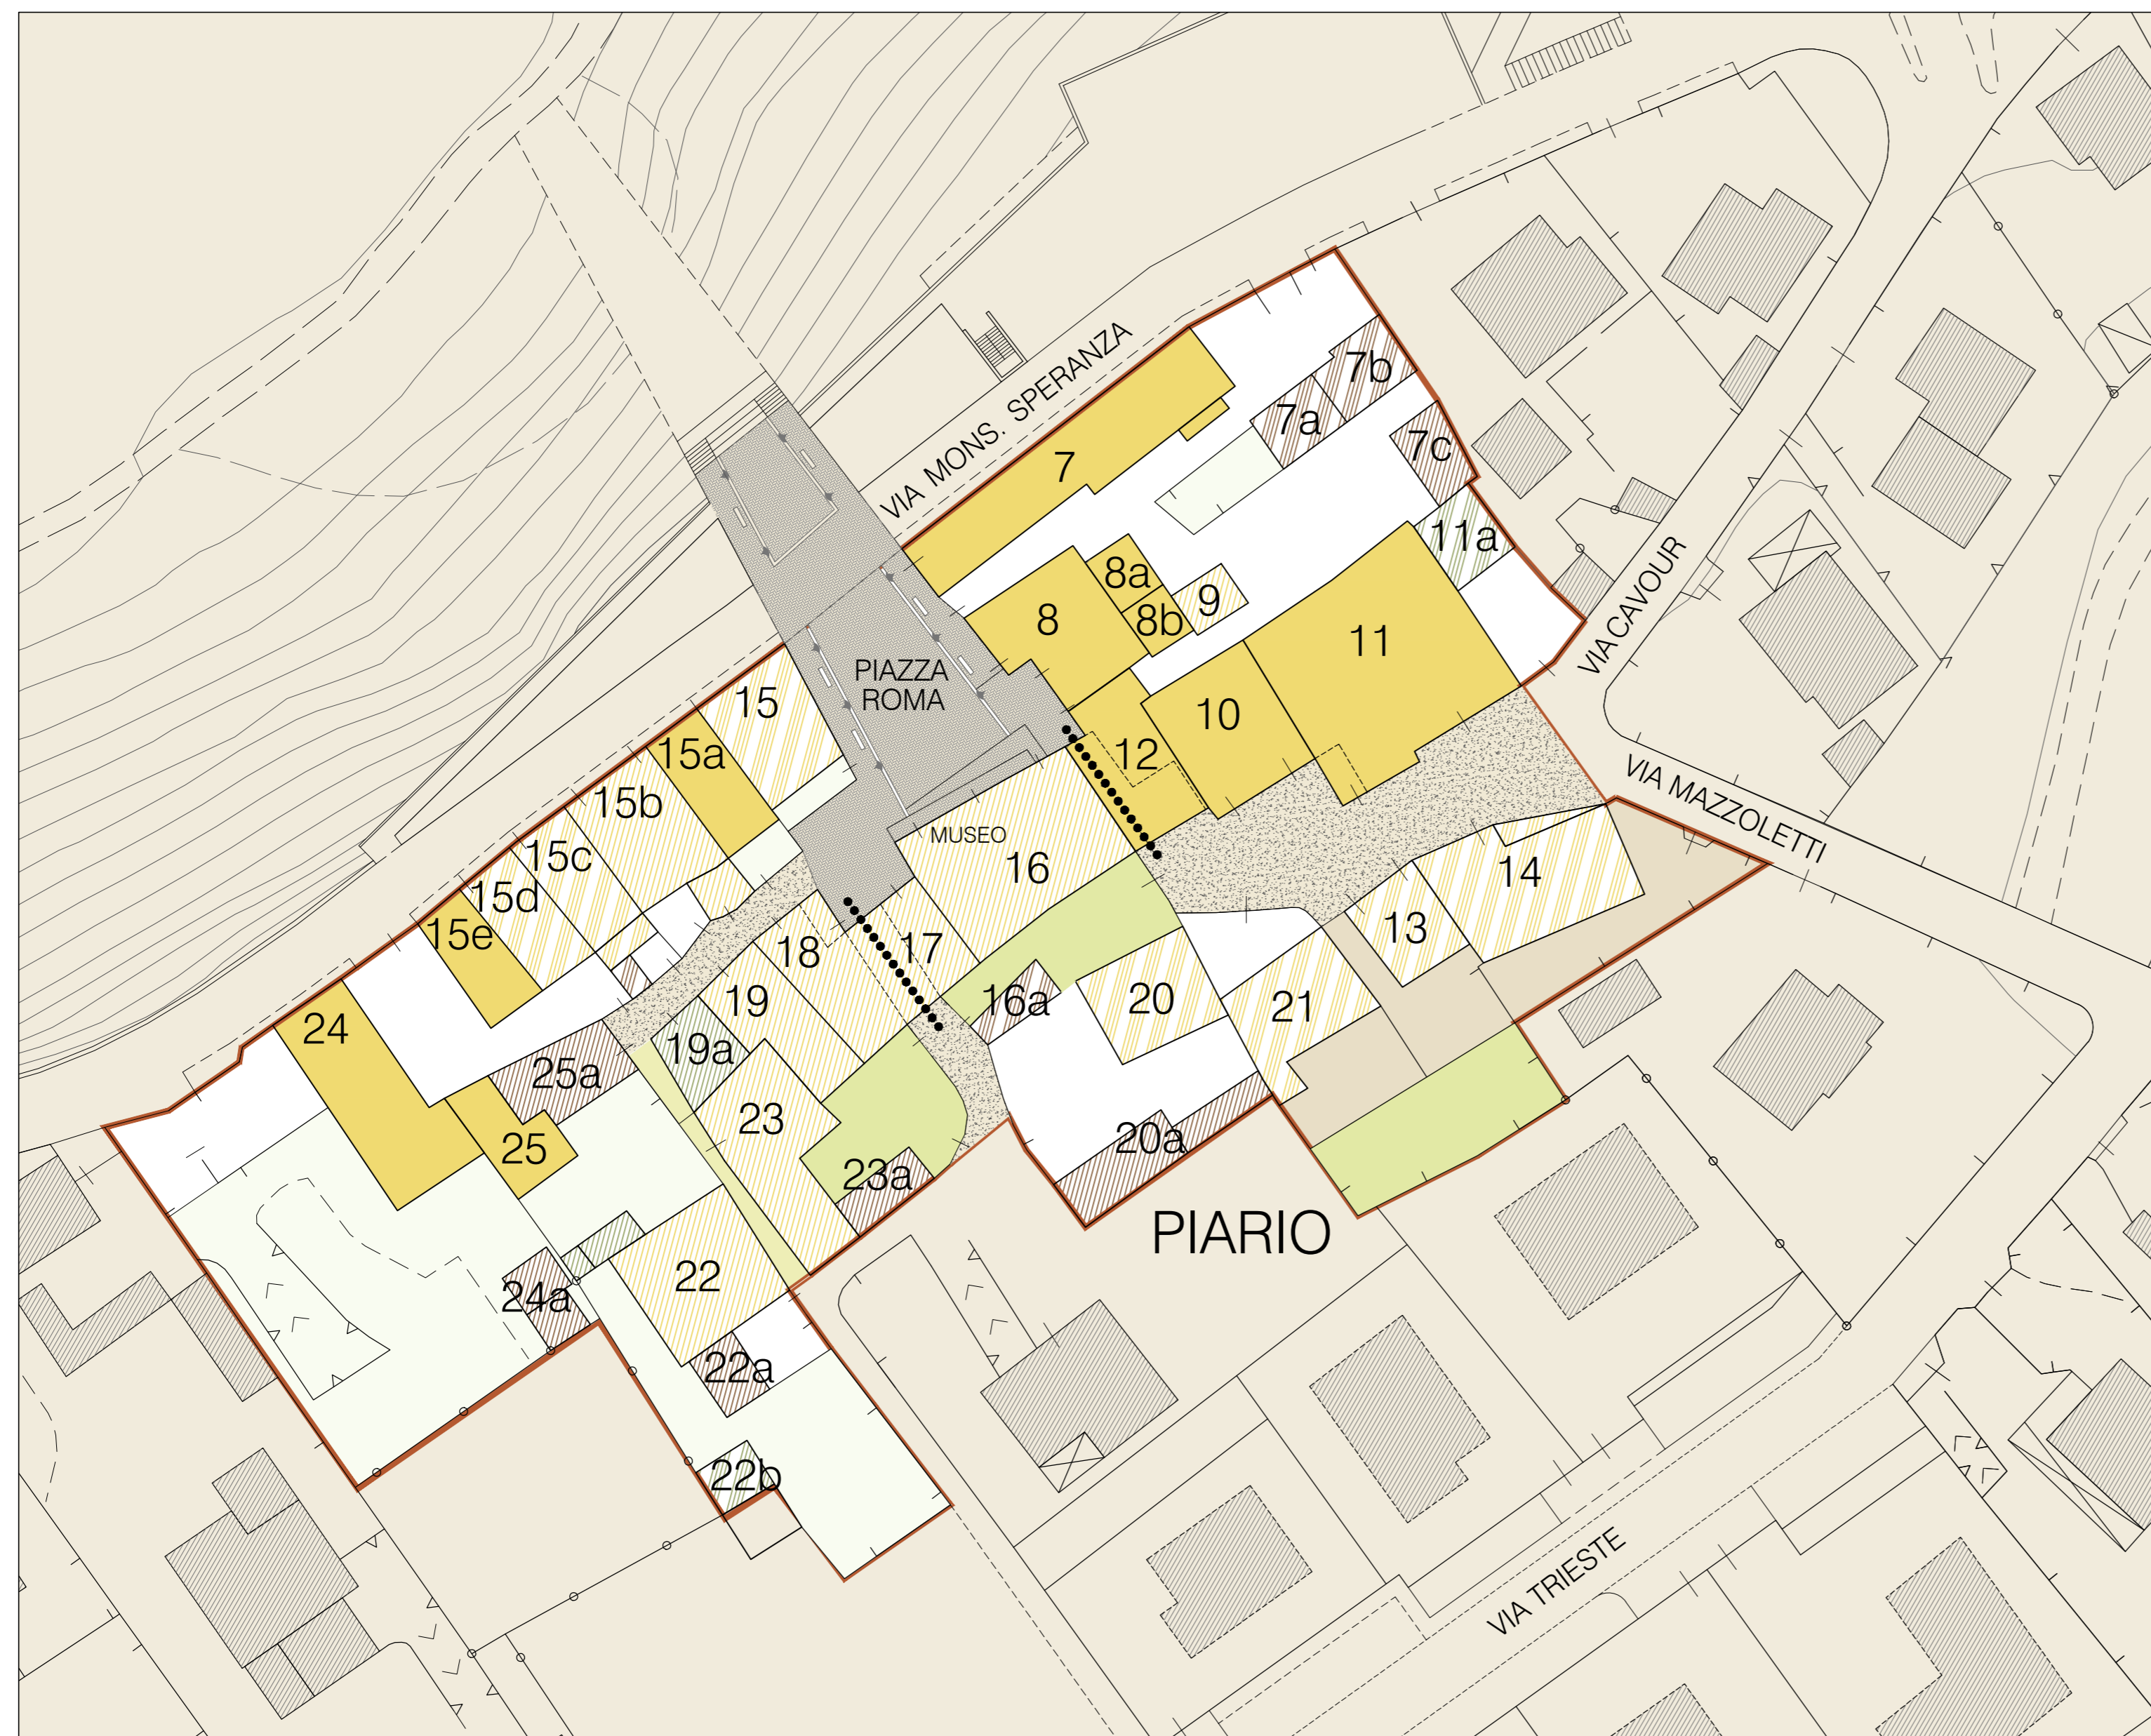 7b
VIA MONS. SPERANZA
7a
7c
7
11a
VIA CAVOUR
8a
9
8
8b
11
PIAZZA
ROMA
15
10
15a
12
VIA MAZZOLETTI
15b
MUSEO
15c
16
14
15d
15e
13
18
17
19
16a
20
21
24
19a
25a
23
20a
25
23a
PIARIO
22
24a
22a
22b
VIA TRIESTE